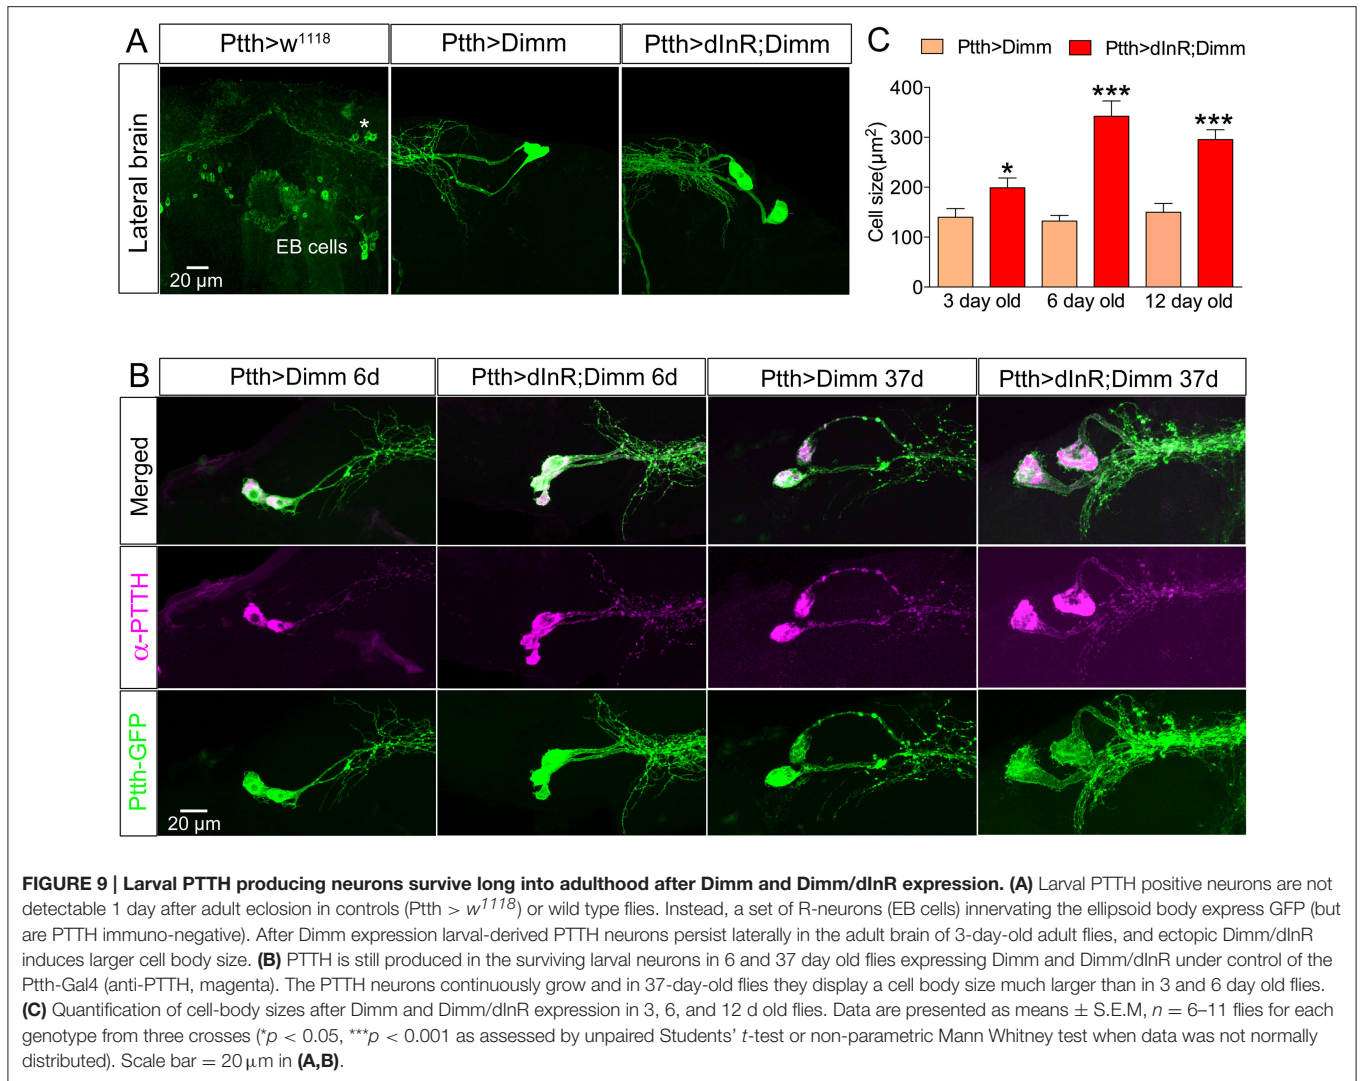 A
Ptth>w1118
Ptth>Dimm
Ptth>dInR;Dimm
Lateral brain
*
EB cells
20 µm
C
Ptth>Dimm
Ptth>dInR;Dimm
Cell size(µm²)
400
300
200
100
0
*
***
***
3 day old
6 day old
12 day old
B
Ptth>Dimm 6d
Ptth>dInR;Dimm 6d
Ptth>Dimm 37d
Ptth>dInR;Dimm 37d
Merged
α-PTTH
Ptth-GFP
20 µm
FIGURE 9 | Larval PTTH producing neurons survive long into adulthood after Dimm and Dimm/dInR expression. (A) Larval PTTH positive neurons are not
detectable 1 day after adult eclosion in controls (Ptth > w1118) or wild type flies. Instead, a set of R-neurons (EB cells) innervating the ellipsoid body express GFP (but
are PTTH immuno-negative). After Dimm expression larval-derived PTTH neurons persist laterally in the adult brain of 3-day-old adult flies, and ectopic Dimm/dInR
induces larger cell body size. (B) PTTH is still produced in the surviving larval neurons in 6 and 37 day old flies expressing Dimm and Dimm/dInR under control of the
Ptth-Gal4 (anti-PTTH, magenta). The PTTH neurons continuously grow and in 37-day-old flies they display a cell body size much larger than in 3 and 6 day old flies.
(C) Quantification of cell-body sizes after Dimm and Dimm/dInR expression in 3, 6, and 12 d old flies. Data are presented as means ± S.E.M, n = 6–11 flies for each
genotype from three crosses (*p < 0.05, ***p < 0.001 as assessed by unpaired Students' t-test or non-parametric Mann Whitney test when data was not normally
distributed). Scale bar = 20 µm in (A,B).